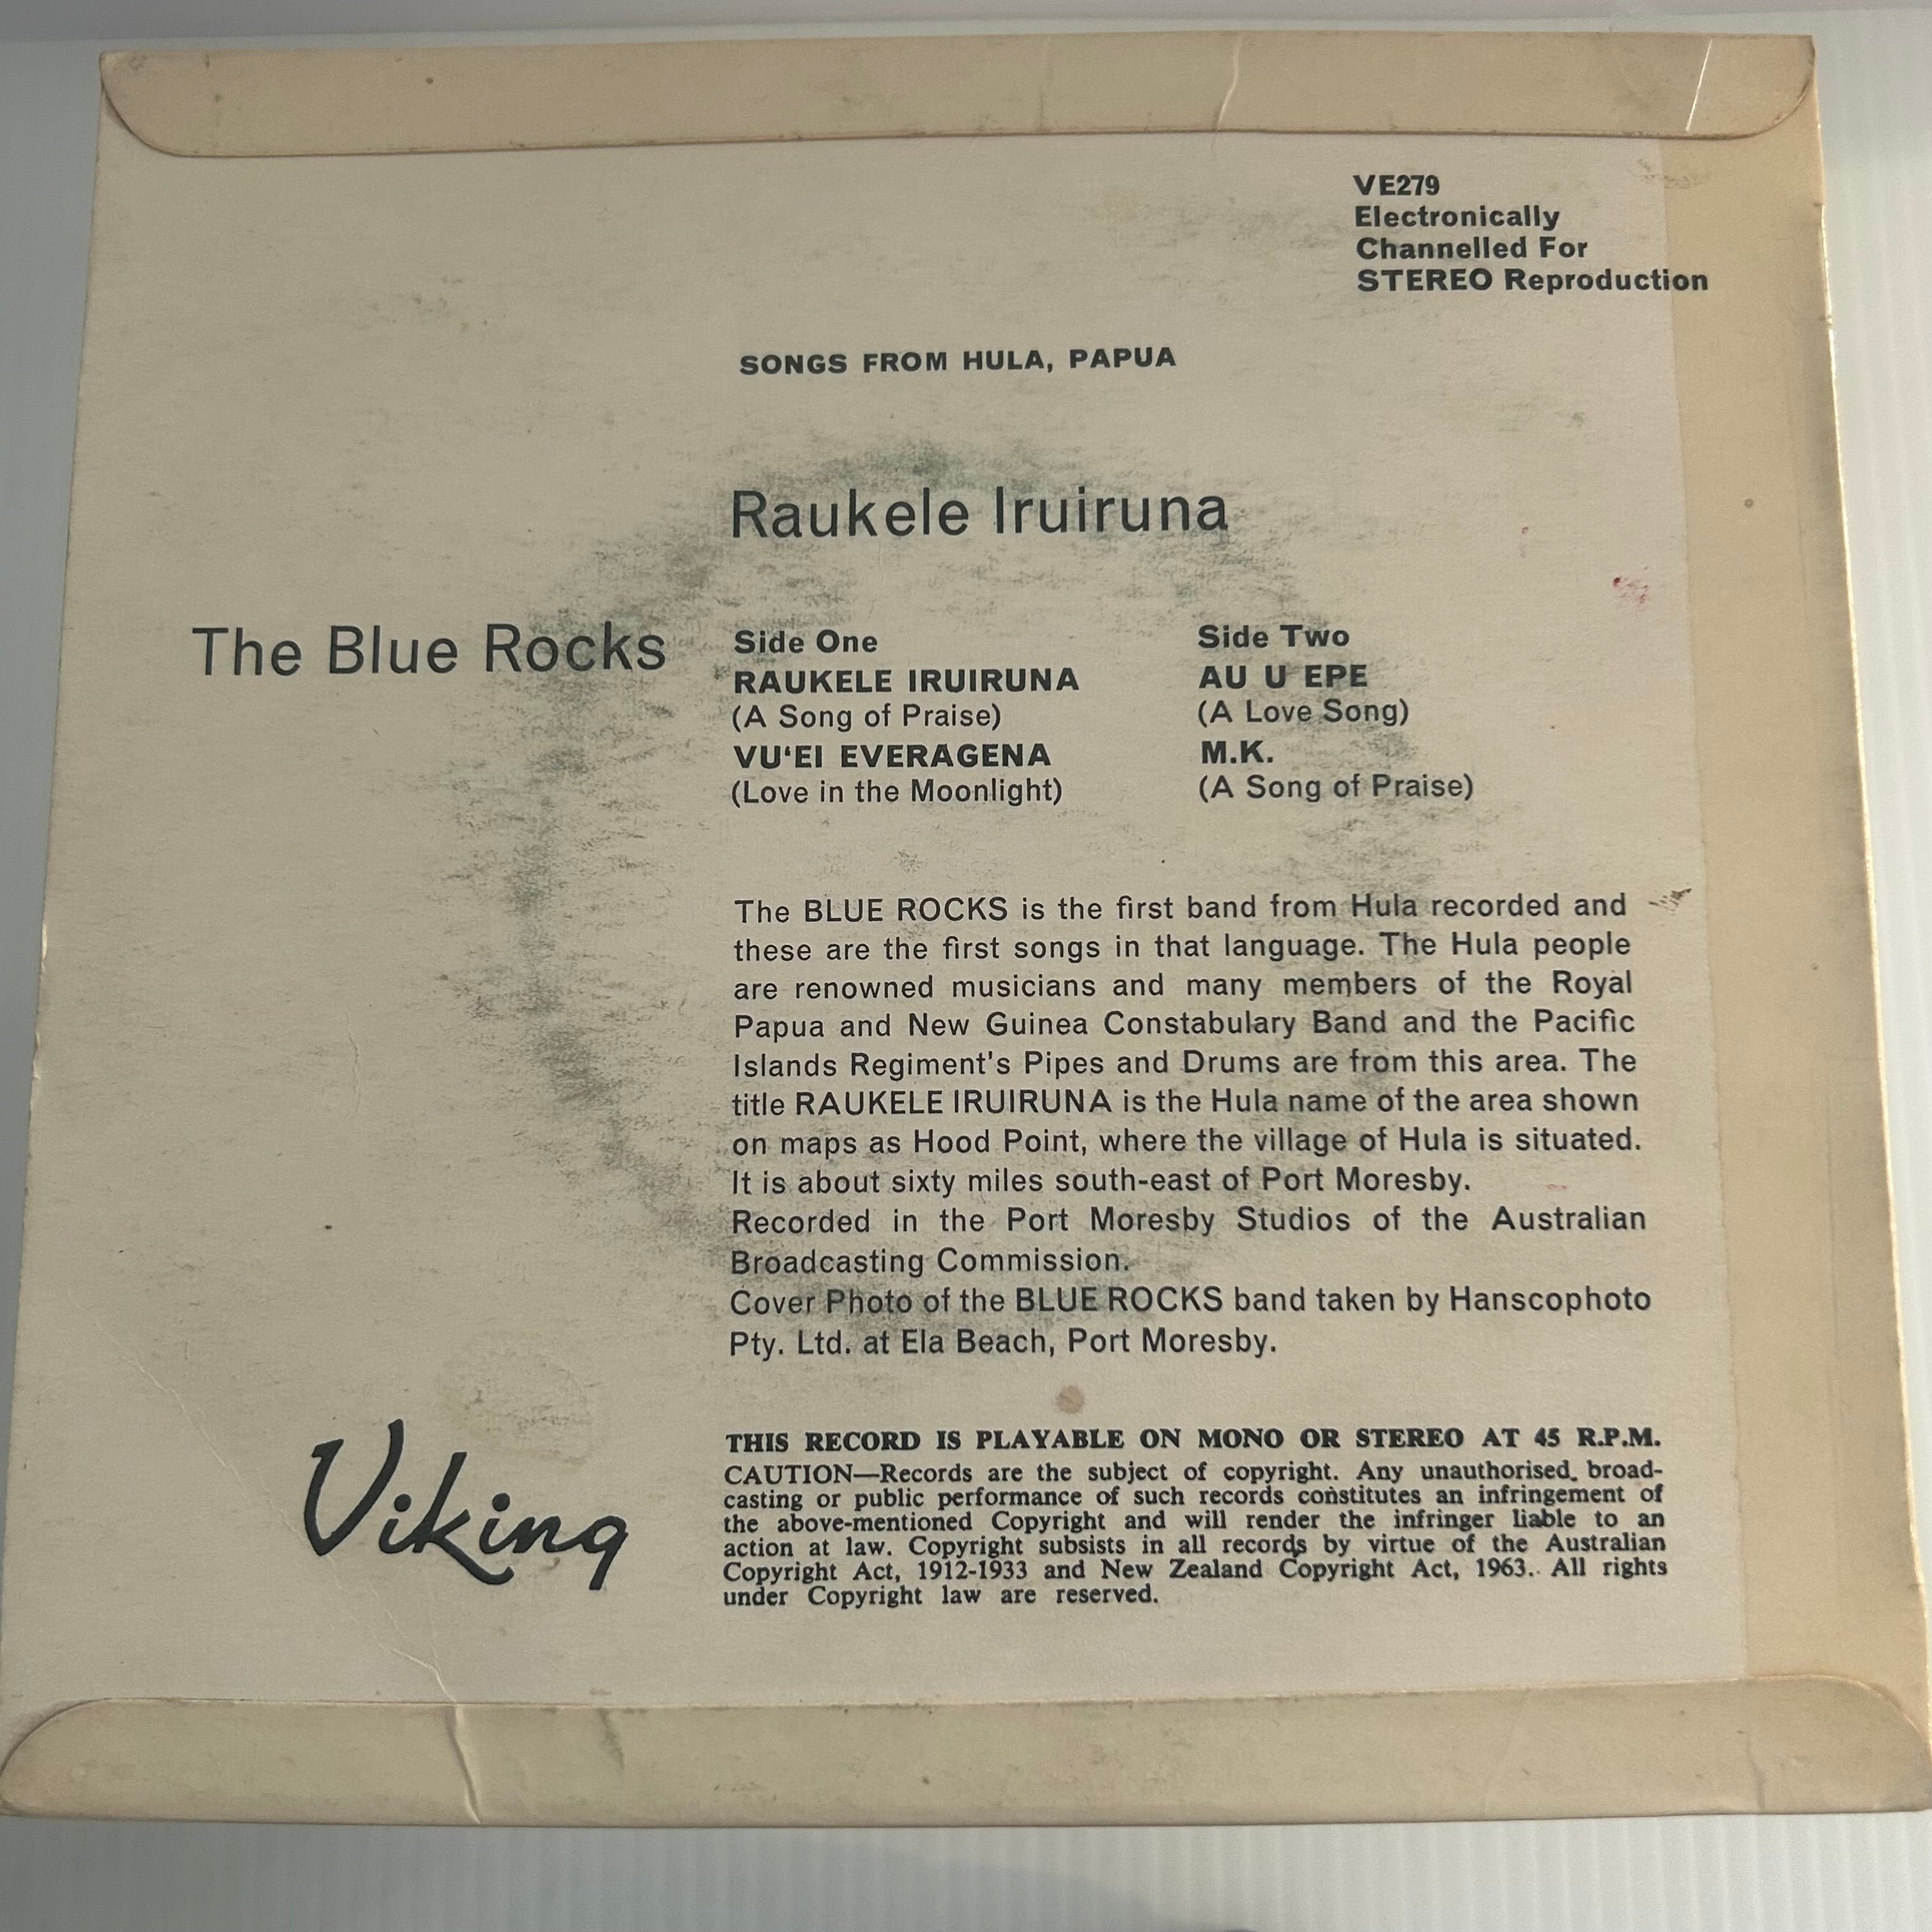 VE279
Electronically
Channelled For
STEREO Reproduction
SONGS FROM HULA, PAPUA
Raukele Iruiruna
The Blue Rocks
Side One
RAUKELE IRUIRUNA
(A Song of Praise)
VU‘EI EVERAGENA
(Love in the Moonlight)
Side Two
AU U EPE
(A Love Song)
M.K.
(A Song of Praise)
The BLUE ROCKS is the first band from Hula recorded and
these are the first songs in that language. The Hula people
are renowned musicians and many members of the Royal
Papua and New Guinea Constabulary Band and the Pacific
Islands Regiment's Pipes and Drums are from this area. The
title RAUKELE IRUIRUNA is the Hula name of the area shown
on maps as Hood Point, where the village of Hula is situated.
It is about sixty miles south-east of Port Moresby.
Recorded in the Port Moresby Studios of the Australian
Broadcasting Commission.
Cover Photo of the BLUE ROCKS band taken by Hanscophoto
Pty. Ltd. at Ela Beach, Port Moresby.
Viking
THIS RECORD IS PLAYABLE ON MONO OR STEREO AT 45 R.P.M.
CAUTION—Records are the subject of copyright. Any unauthorised broad-
casting or public performance of such records constitutes an infringement of
the above-mentioned Copyright and will render the infringer liable to an
action at law. Copyright subsists in all records by virtue of the Australian
Copyright Act, 1912-1933 and New Zealand Copyright Act, 1963. All rights
under Copyright law are reserved.